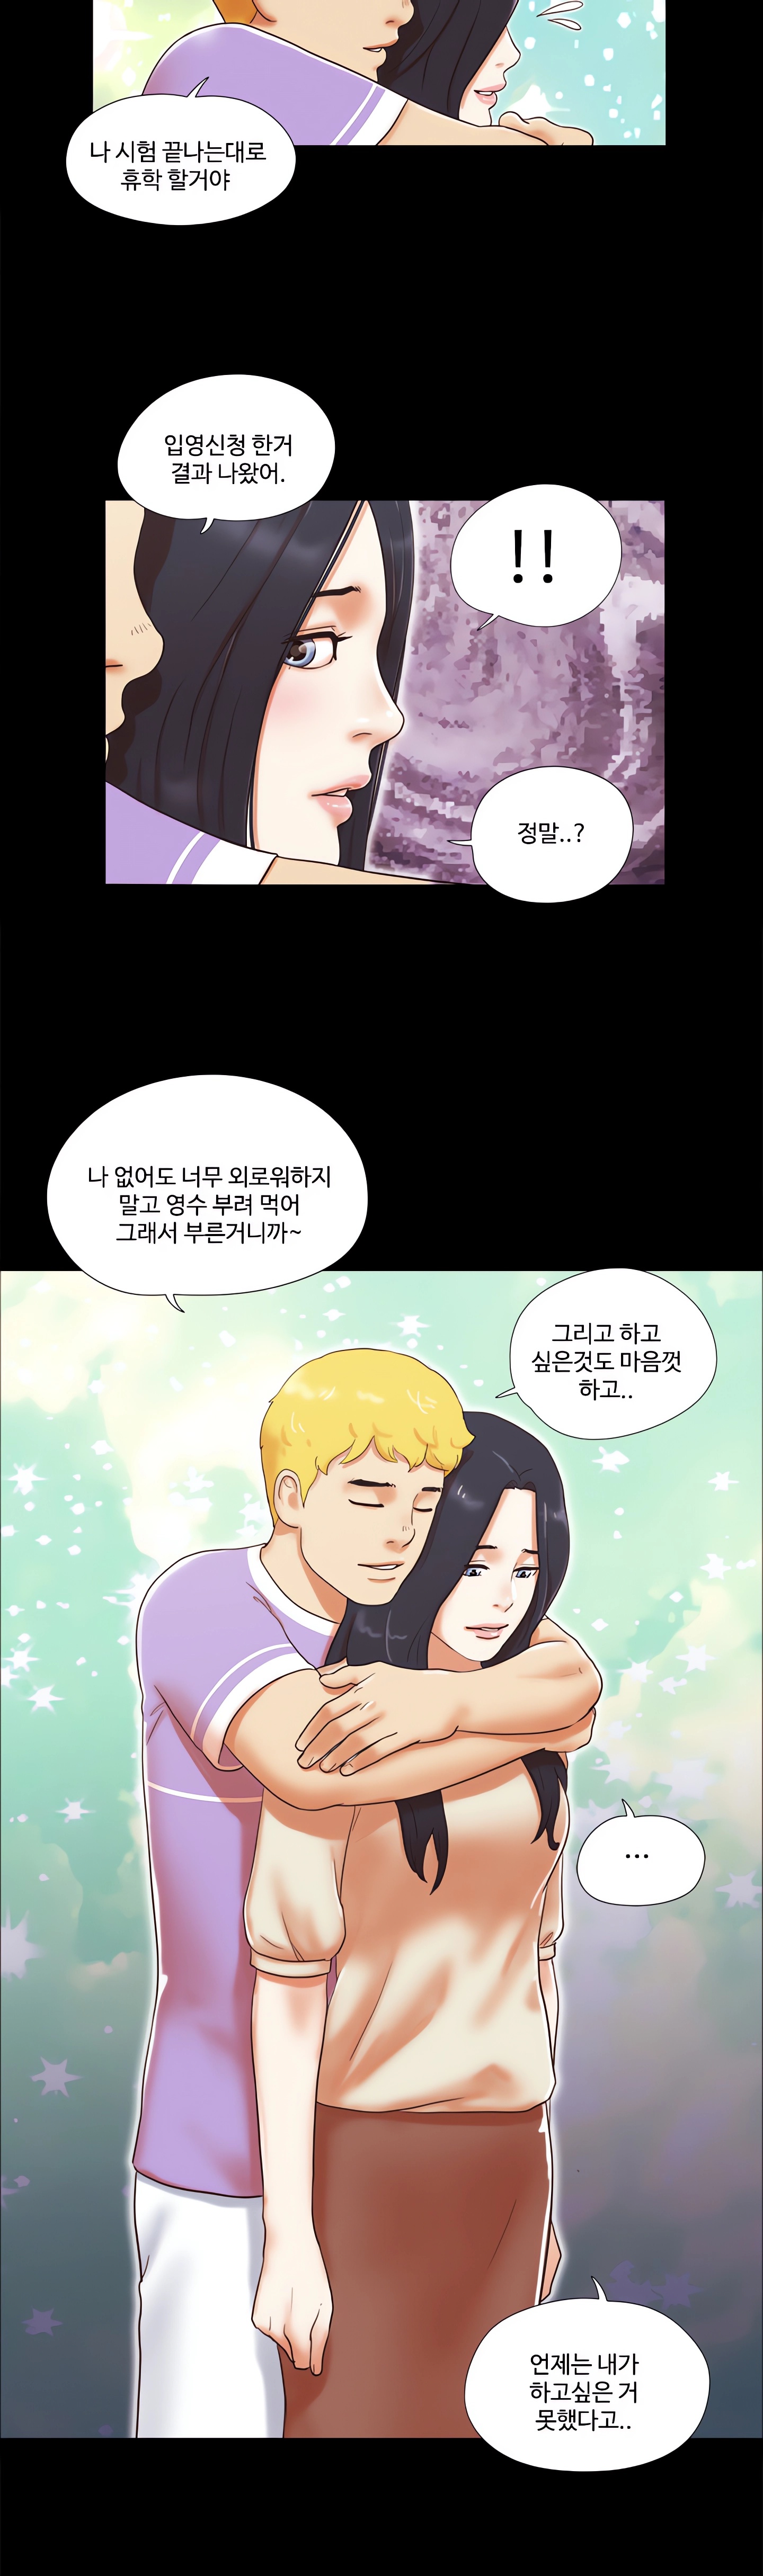 나 시험 끝나는대로
휴학 할거야
입영신청 한거
결과 나왔어.
!!
정말..?
나 없어도 너무 외로워하지
말고 영수 부려 먹어
그래서 부른거니까~
그리고 하고
싶은것도 마음껏
하고..
...
언제는 내가
하고싶은 거
못했다고..